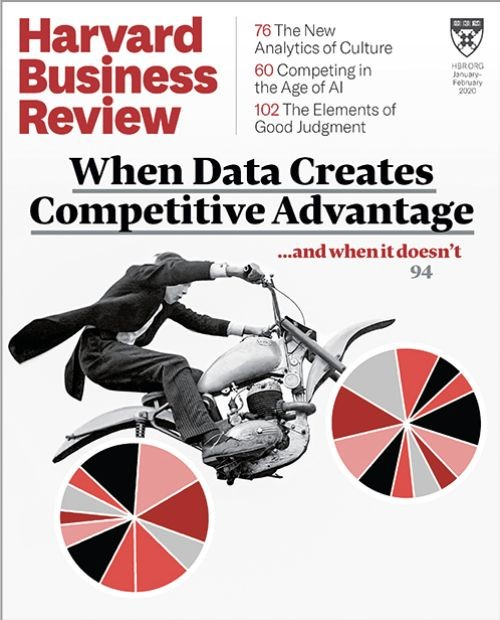 Harvard
Business
Review
76 The New
Analytics of Culture
60 Competing in
the Age of AI
102 The Elements of
Good Judgment
HBR.ORG
January–
February
2020
When Data Creates
Competitive Advantage
...and when it doesn't
94